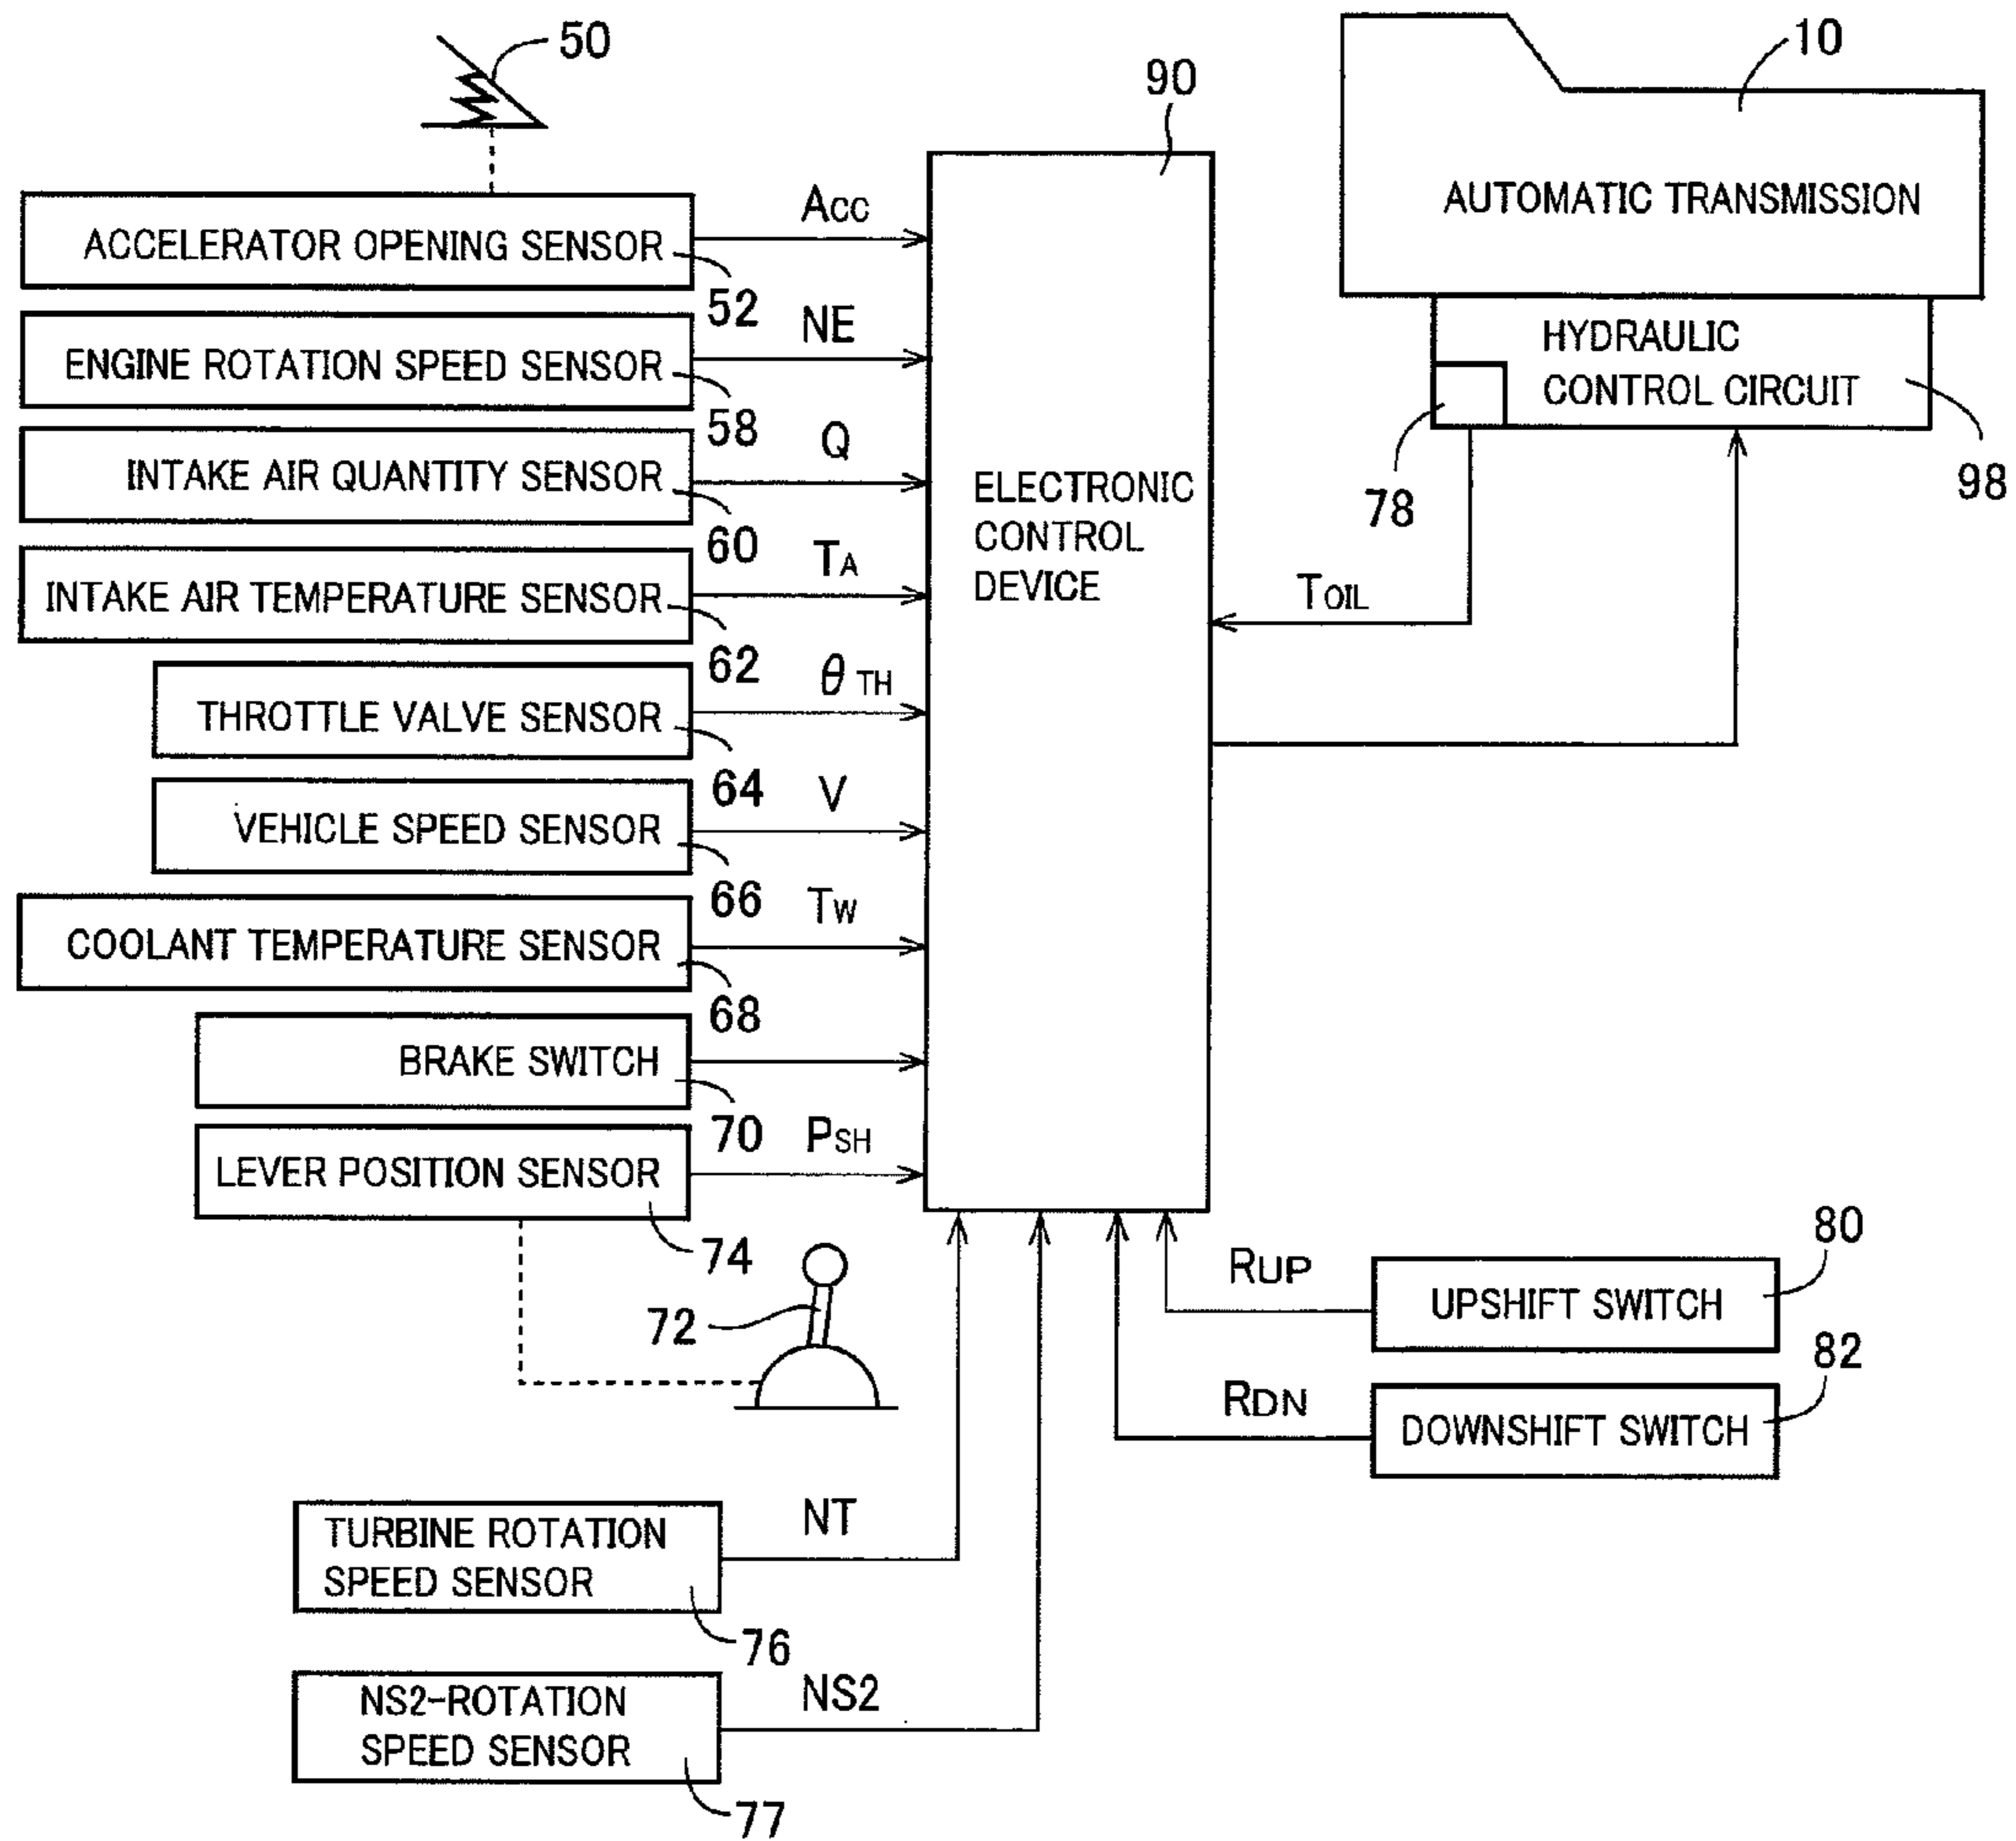 50
10
90
AUTOMATIC TRANSMISSION
ACCELERATOR OPENING SENSOR
ACC
52
ENGINE ROTATION SPEED SENSOR
NE
58
HYDRAULIC
CONTROL CIRCUIT
78
98
INTAKE AIR QUANTITY SENSOR
Q
60
ELECTRONIC
CONTROL
DEVICE
INTAKE AIR TEMPERATURE SENSOR
TA
62
TOIL
THROTTLE VALVE SENSOR
θTH
64
VEHICLE SPEED SENSOR
V
66
COOLANT TEMPERATURE SENSOR
TW
68
BRAKE SWITCH
70
LEVER POSITION SENSOR
PSH
74
72
RUP
UPSHIFT SWITCH
80
RDN
DOWNSHIFT SWITCH
82
TURBINE ROTATION
SPEED SENSOR
NT
76
NS2-ROTATION
SPEED SENSOR
NS2
77